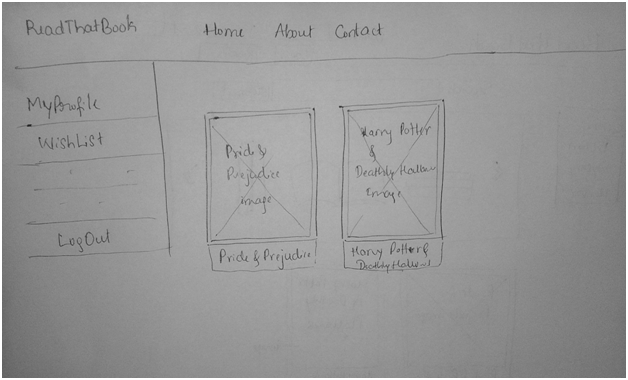 ReadThatBook
Home About Contact
MyProfile
WishList
LogOut
Pride &
Prejudice
image
Pride & Prejudice
Harry Potter
&
Deathly Hallows
Image
Harry Potter &
Deathly Hallows